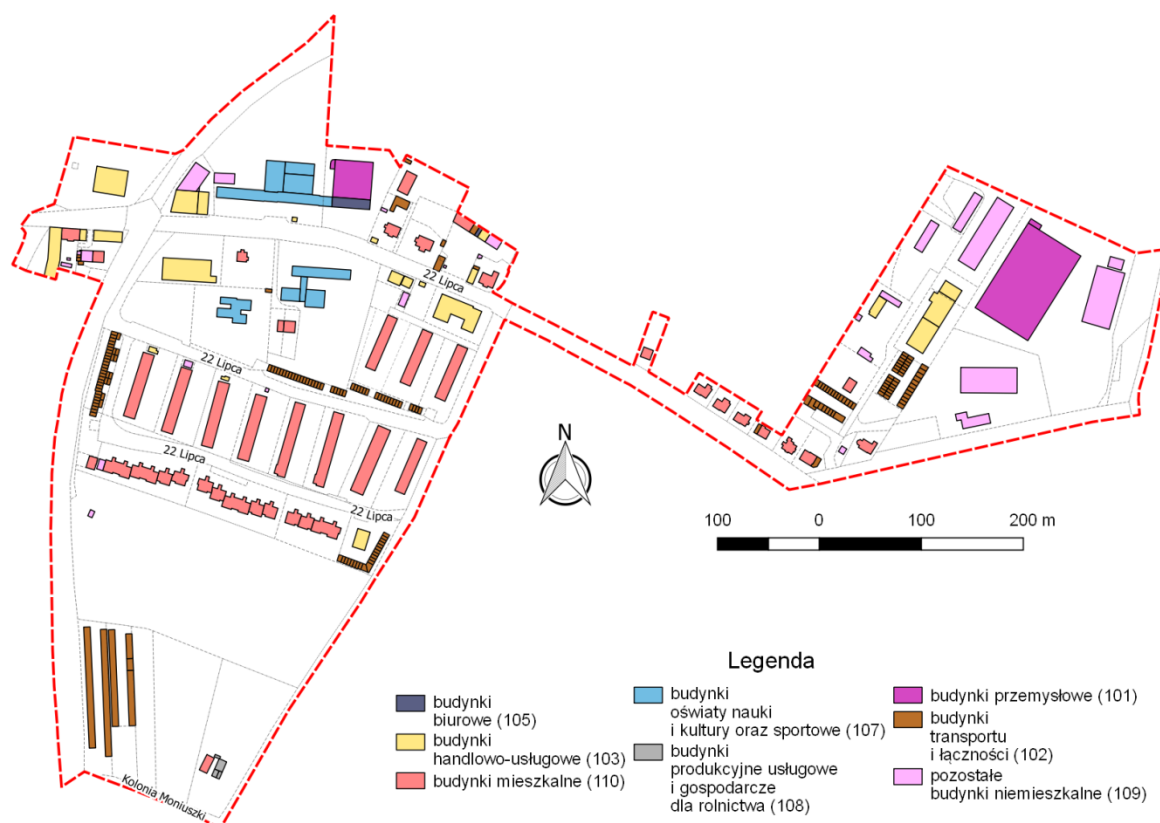 22 Lipca
22 Lipca
22 Lipca
22 Lipca
N
100 0 100 200 m
Kolonia Moniuszki
Legenda
budynki
biurowe (105)
budynki
handlowo-usługowe (103)
budynki mieszkalne (110)
budynki
oświaty nauki
i kultury oraz sportowe (107)
budynki
produkcyjne usługowe
i gospodarcze
dla rolnictwa (108)
budynki przemysłowe (101)
budynki
transportu
i łączności (102)
pozostałe
budynki niemieszkalne (109)